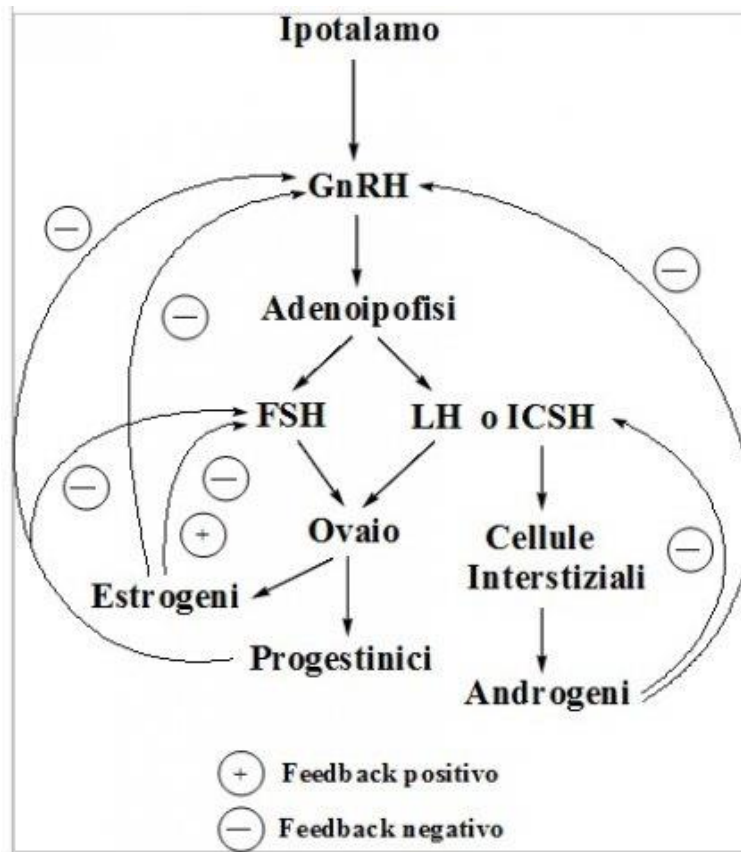 Ipotalamo
GnRH
Adenoipofisi
FSH
LH o ICSH
Ovaio
Cellule
Interstiziali
Estrogeni
Progestinici
Androgeni
+ Feedback positivo
— Feedback negativo